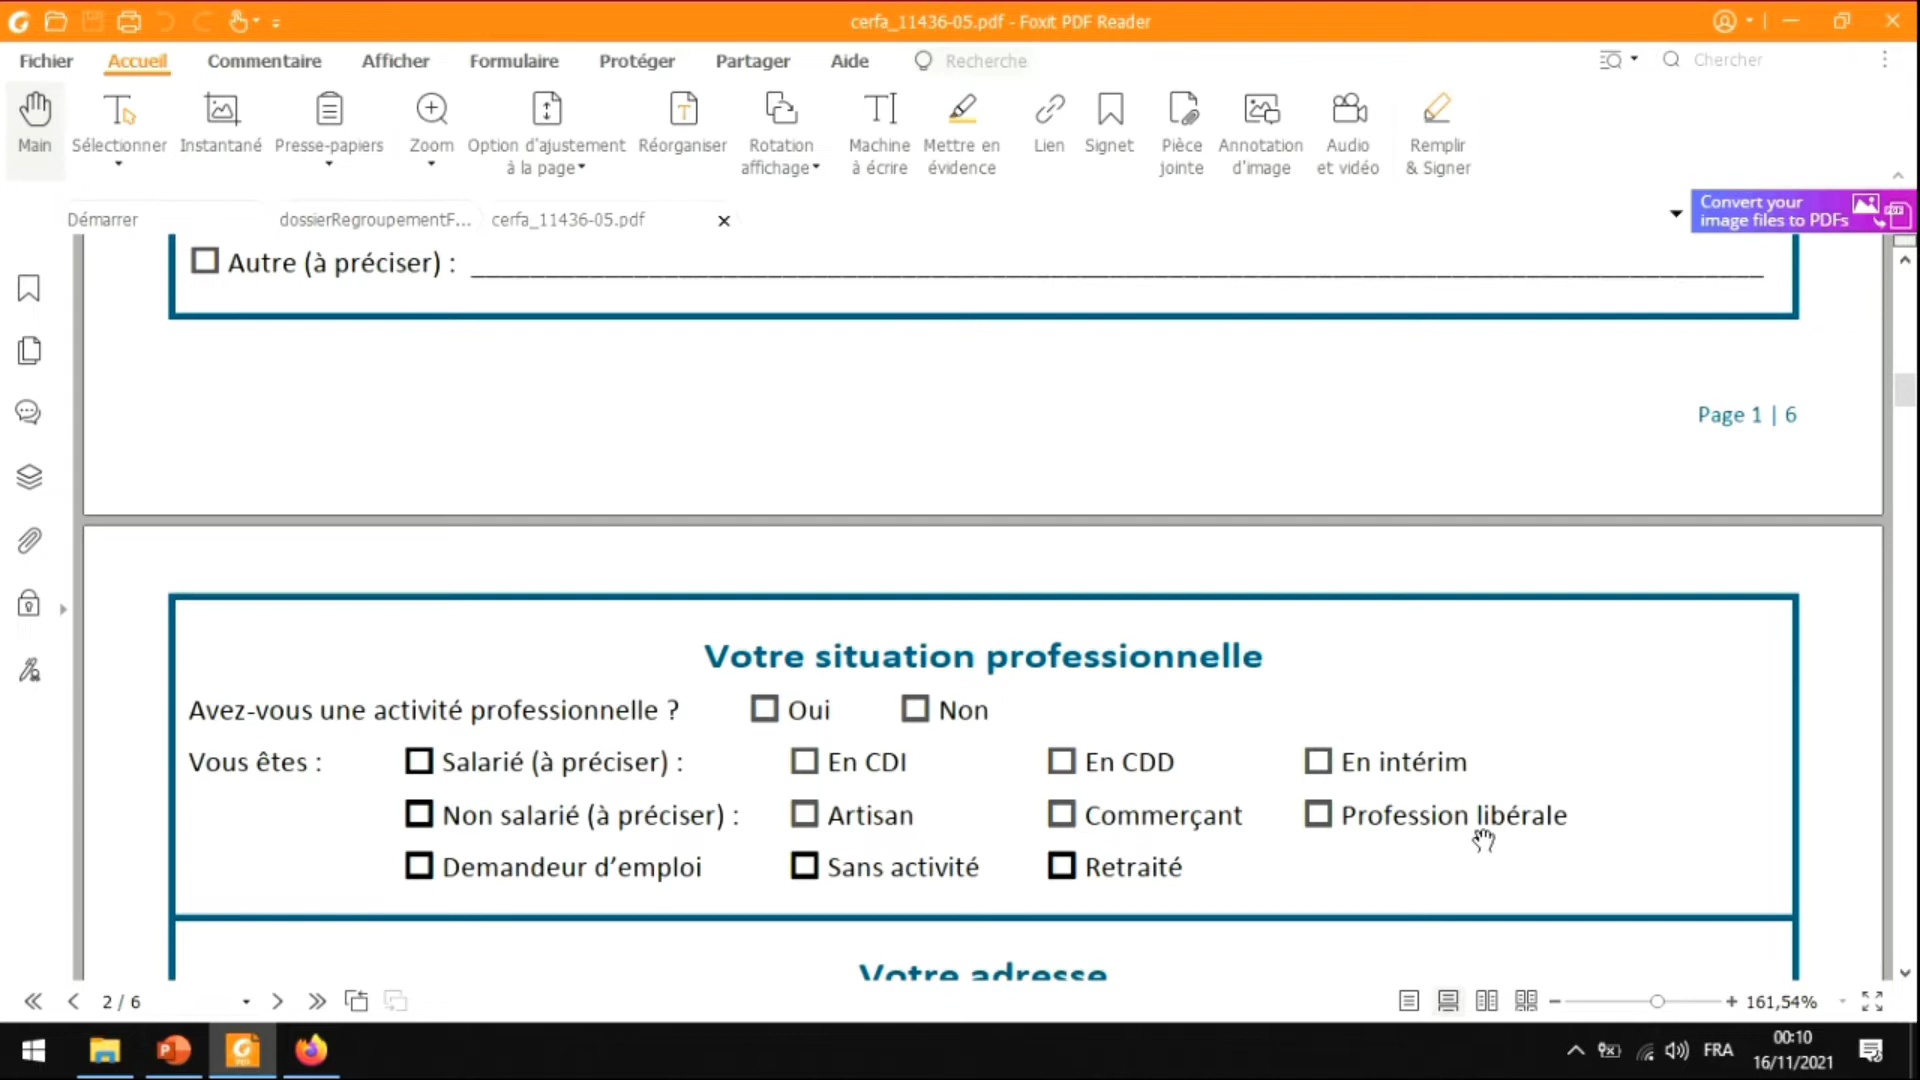 cerfa_11436-05.pdf - Foxit PDF Reader
Fichier Accueil Commentaire Afficher Formulaire Protéger Partager Aide Recherche Chercher
Main Sélectionner Instantané Presse-papiers Zoom Option d'ajustement à la page Réorganiser Rotation affichage Machine à écrire Mettre en évidence Lien Signet Pièce jointe Annotation d'image Audio et vidéo Remplir & Signer
Démarrer dossierRegroupementF... cerfa_11436-05.pdf
Convert your
image files to PDFs
Autre (à préciser) : ____________________
Page 1 | 6
Votre situation professionnelle
Avez-vous une activité professionnelle ? Oui Non
Vous êtes : Salarié (à préciser) : En CDI En CDD En intérim
Non salarié (à préciser) : Artisan Commerçant Profession libérale
Demandeur d’emploi Sans activité Retraité
Votre adresse
2 / 6 161,54%
FRA
00:10
16/11/2021